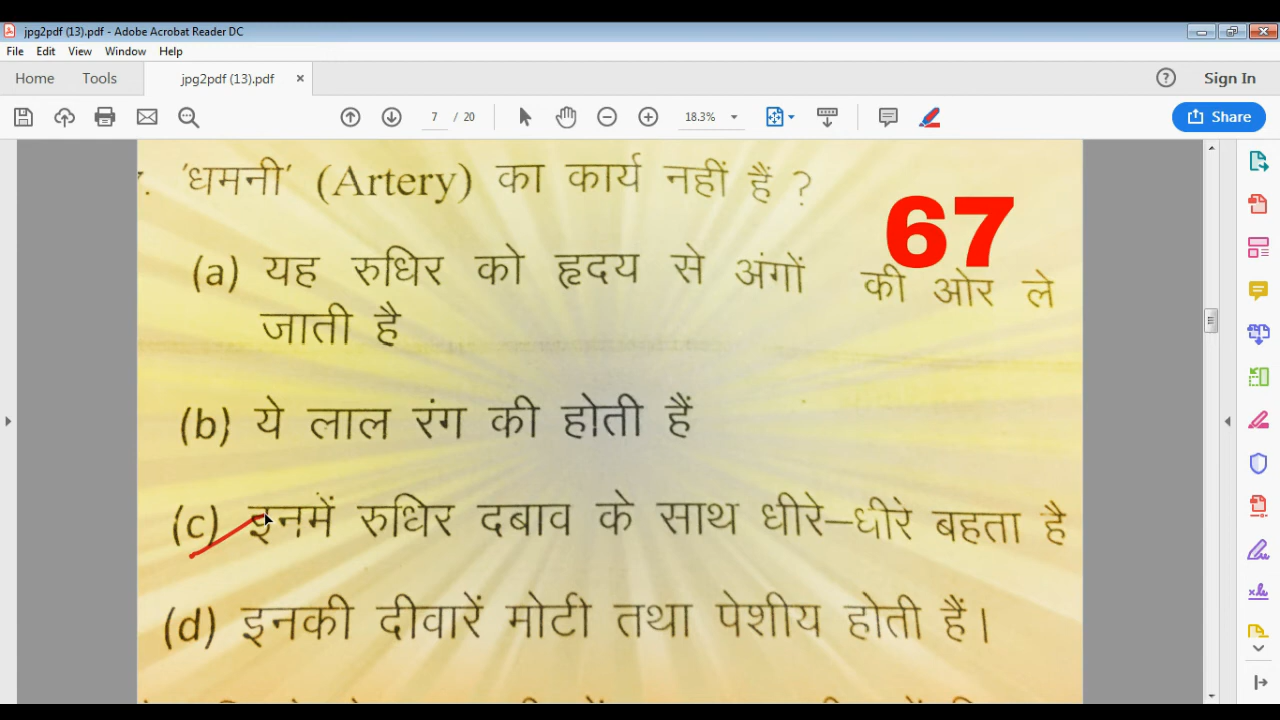 jpg2pdf (13).pdf - Adobe Acrobat Reader DC
File Edit View Window Help
Home Tools jpg2pdf (13).pdf × Sign In
7 / 20 18.3% Share
'धमनी' (Artery) का कार्य नहीं हैं ?
67
(a) यह रुधिर को हृदय से अंगों की ओर ले
जाती है
(b) ये लाल रंग की होती हैं
(c) इनमें रुधिर दबाव के साथ धीरे–धीरे बहता है
(d) इनकी दीवारें मोटी तथा पेशीय होती हैं।